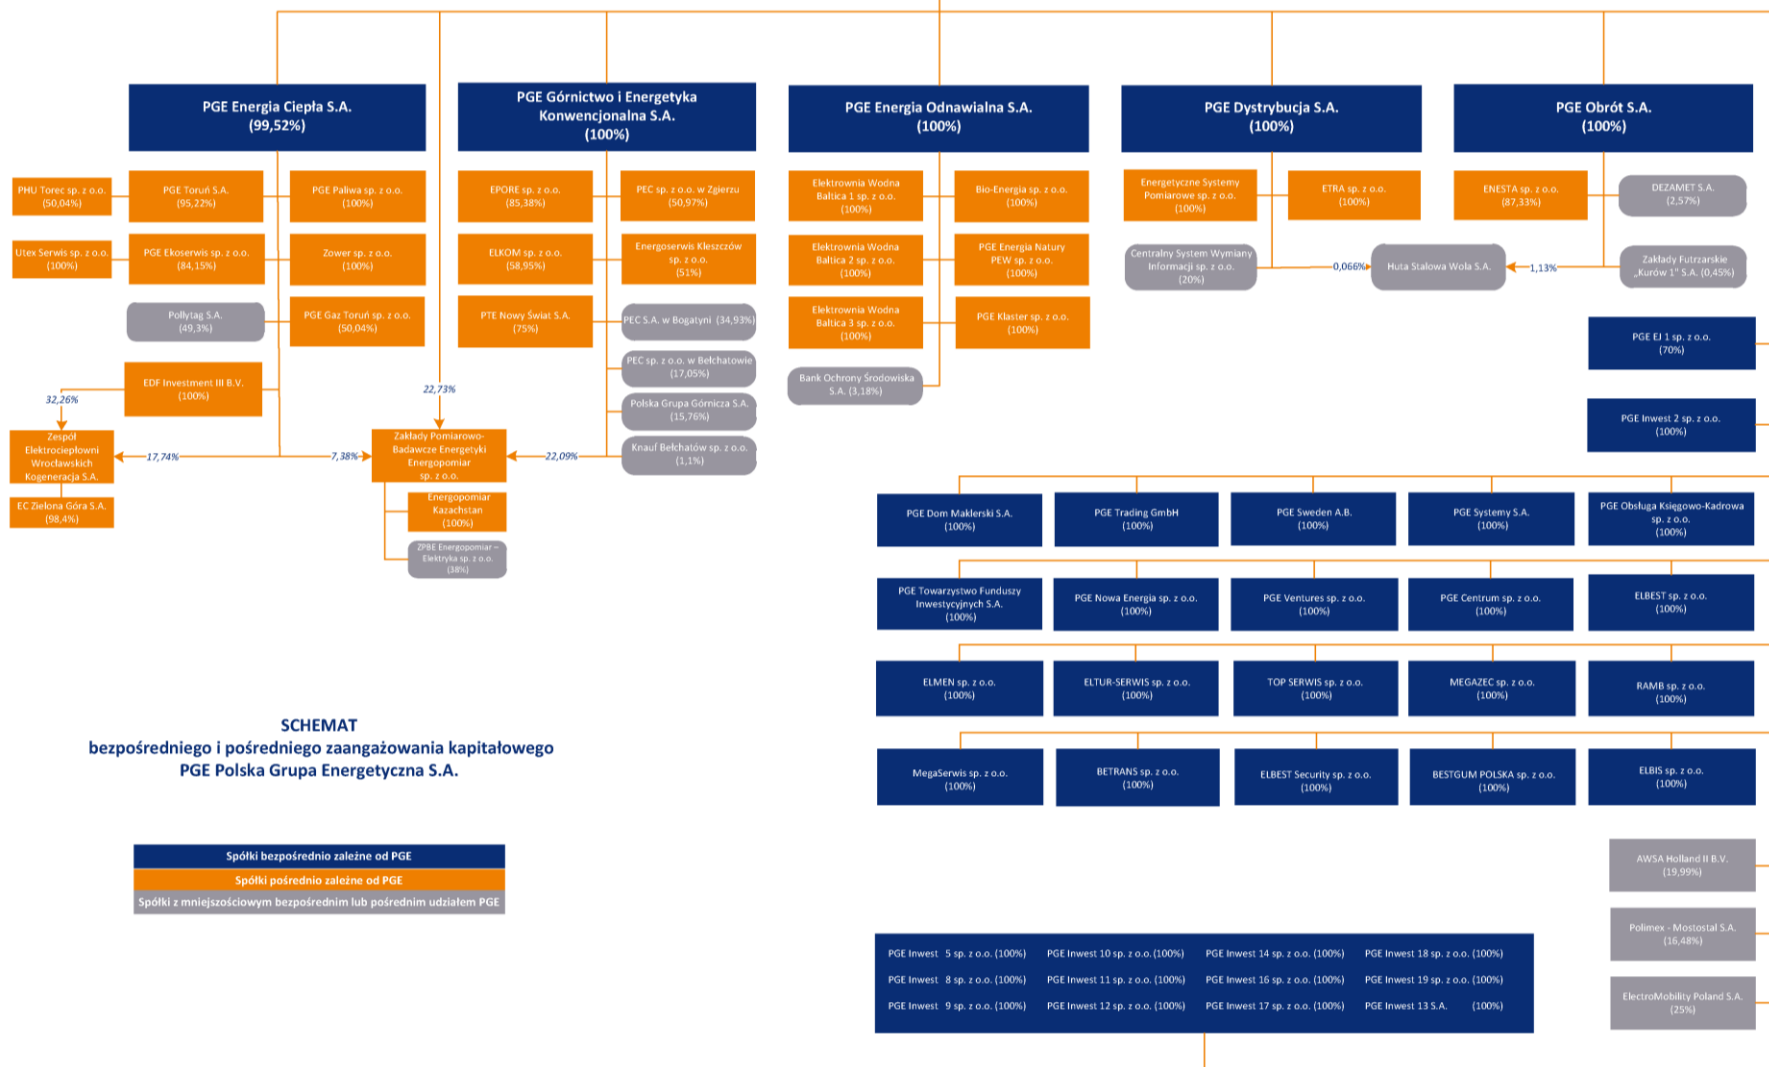 PGE Energia Ciepła S.A.
(99,52%)
PGE Górnictwo i Energetyka
Konwencjonalna S.A.
(100%)
PGE Energia Odnawialna S.A.
(100%)
PGE Dystrybucja S.A.
(100%)
PGE Obrót S.A.
(100%)
PHU Torec sp. z o.o.
(50,04%)
PGE Toruń S.A.
(95,22%)
PGE Paliwa sp. z o.o.
(100%)
Utex Serwis sp. z o.o.
(100%)
PGE Ekoserwis sp. z o.o.
(84,15%)
Zower sp. z o.o.
(100%)
Pollytag S.A.
(49,3%)
PGE Gaz Toruń sp. z o.o.
(50,04%)
EDF Investment III B.V.
(100%)
32,26%
22,73%
Zespół
Elektrociepłowni
Wrocławskich
Kogeneracja S.A.
17,74%
7,38%
EC Zielona Góra S.A.
(98,4%)
EPORE sp. z o.o.
(85,38%)
PEC sp. z o.o. w Zgierzu
(50,97%)
ELKOM sp. z o.o.
(58,95%)
Energoserwis Kleszczów
sp. z o.o.
(51%)
PTE Nowy Świat S.A.
(75%)
PEC S.A. w Bogatyni (34,93%)
PEC sp. z o.o. w Bełchatowie
(17,05%)
Polska Grupa Górnicza S.A.
(15,76%)
Knauf Bełchatów sp. z o.o.
(1,1%)
22,09%
Zakłady Pomiarowo-
Badawcze Energetyki
Energopomiar
sp. z o.o.
Energopomiar
Kazachstan
(100%)
ZPBE Energopomiar –
Elektryka sp. z o.o.
(38%)
Elektrownia Wodna
Baltica 1 sp. z o.o.
(100%)
Bio-Energia sp. z o.o.
(100%)
Elektrownia Wodna
Baltica 2 sp. z o.o.
(100%)
PGE Energia Natury
PEW sp. z o.o.
(100%)
Elektrownia Wodna
Baltica 3 sp. z o.o.
(100%)
PGE Klaster sp. z o.o.
(100%)
Bank Ochrony Środowiska
S.A. (3,18%)
Energetyczne Systemy
Pomiarowe sp. z o.o.
(100%)
ETRA sp. z o.o.
(100%)
Centralny System Wymiany
Informacji sp. z o.o.
(20%)
0,066%
Huta Stalowa Wola S.A.
1,13%
ENESTA sp. z o.o.
(87,33%)
DEZAMET S.A.
(2,57%)
Zakłady Futrzarskie
„Kurów 1" S.A. (0,45%)
PGE EJ 1 sp. z o.o.
(70%)
PGE Inwest 2 sp. z o.o.
(100%)
PGE Dom Maklerski S.A.
(100%)
PGE Trading GmbH
(100%)
PGE Sweden A.B.
(100%)
PGE Systemy S.A.
(100%)
PGE Obsługa Księgowo-Kadrowa
sp. z o.o.
(100%)
PGE Towarzystwo Funduszy
Inwestycyjnych S.A.
(100%)
PGE Nowa Energia sp. z o.o.
(100%)
PGE Ventures sp. z o.o.
(100%)
PGE Centrum sp. z o.o.
(100%)
ELBEST sp. z o.o.
(100%)
ELMEN sp. z o.o.
(100%)
ELTUR-SERWIS sp. z o.o.
(100%)
TOP SERWIS sp. z o.o.
(100%)
MEGAZEC sp. z o.o.
(100%)
RAMB sp. z o.o.
(100%)
MegaSerwis sp. z o.o.
(100%)
BETRANS sp. z o.o.
(100%)
ELBEST Security sp. z o.o.
(100%)
BESTGUM POLSKA sp. z o.o.
(100%)
ELBIS sp. z o.o.
(100%)
SCHEMAT
bezpośredniego i pośredniego zaangażowania kapitałowego
PGE Polska Grupa Energetyczna S.A.
Spółki bezpośrednio zależne od PGE
Spółki pośrednio zależne od PGE
Spółki z mniejszościowym bezpośrednim lub pośrednim udziałem PGE
AWSA Holland II B.V.
(19,99%)
Polimex - Mostostal S.A.
(16,48%)
ElectroMobility Poland S.A.
(25%)
PGE Inwest 5 sp. z o.o. (100%) PGE Inwest 10 sp. z o.o. (100%) PGE Inwest 14 sp. z o.o. (100%) PGE Inwest 18 sp. z o.o. (100%)
PGE Inwest 8 sp. z o.o. (100%) PGE Inwest 11 sp. z o.o. (100%) PGE Inwest 16 sp. z o.o. (100%) PGE Inwest 19 sp. z o.o. (100%)
PGE Inwest 9 sp. z o.o. (100%) PGE Inwest 12 sp. z o.o. (100%) PGE Inwest 17 sp. z o.o. (100%) PGE Inwest 13 S.A. (100%)